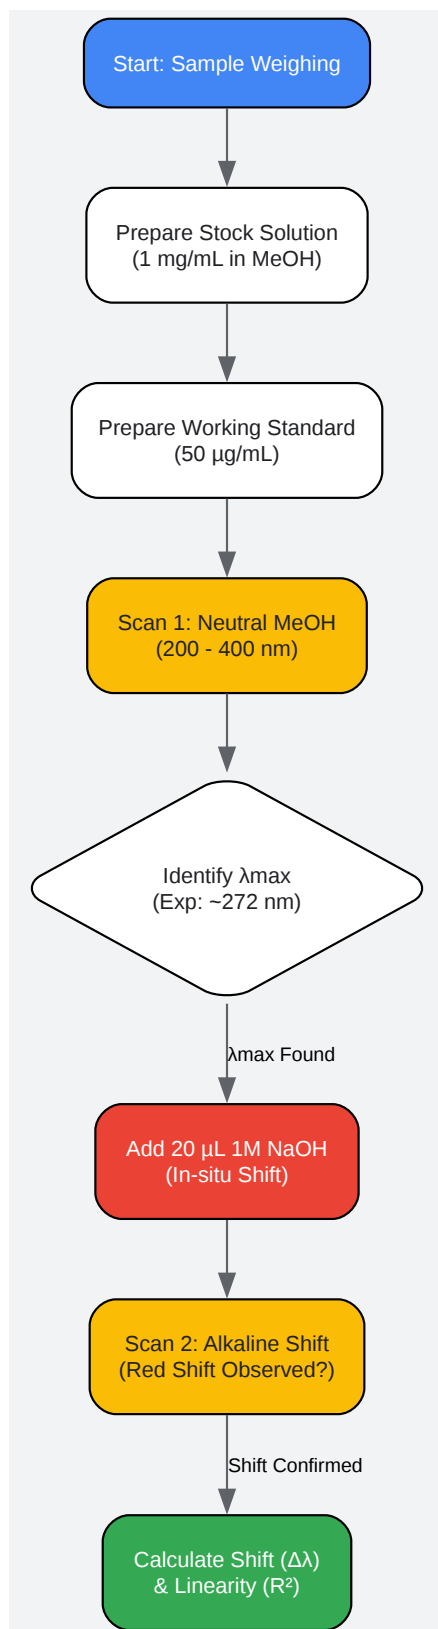 Start: Sample Weighing
Prepare Stock Solution
(1 mg/mL in MeOH)
Prepare Working Standard
(50 µg/mL)
Scan 1: Neutral MeOH
(200 - 400 nm)
Identify λmax
(Exp: ~272 nm)
λmax Found
Add 20 µL 1M NaOH
(In-situ Shift)
Scan 2: Alkaline Shift
(Red Shift Observed?)
Shift Confirmed
Calculate Shift (Δλ)
& Linearity (R²)